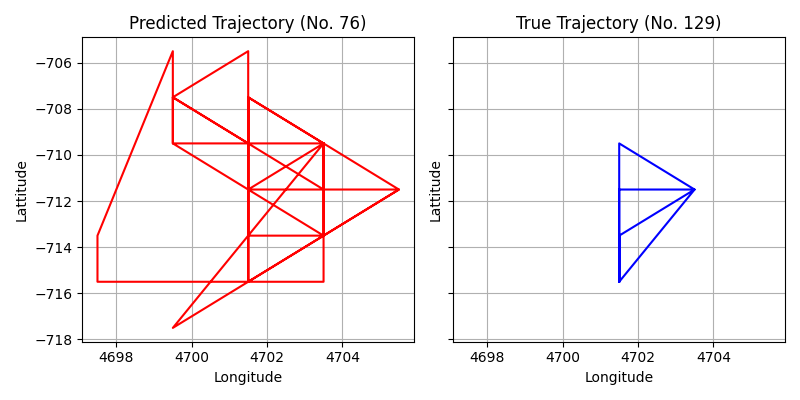 Predicted Trajectory (No. 76)
−706
−708
−710
−712
−714
−716
−718
Lattitude
4698 4700 4702 4704
Longitude
True Trajectory (No. 129)
Lattitude
4698 4700 4702 4704
Longitude